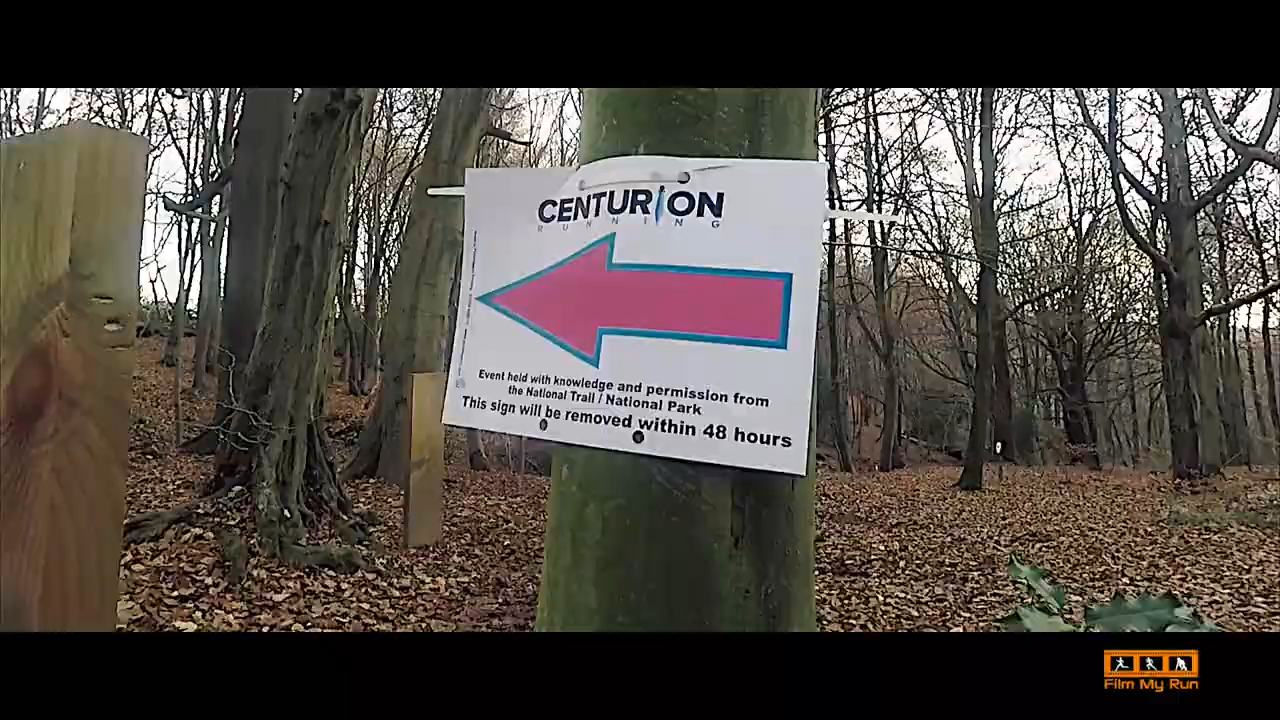 CENTURION
RUNNING
Event held with knowledge and permission from
the National Trail / National Park
This sign will be removed within 48 hours
Film My Run